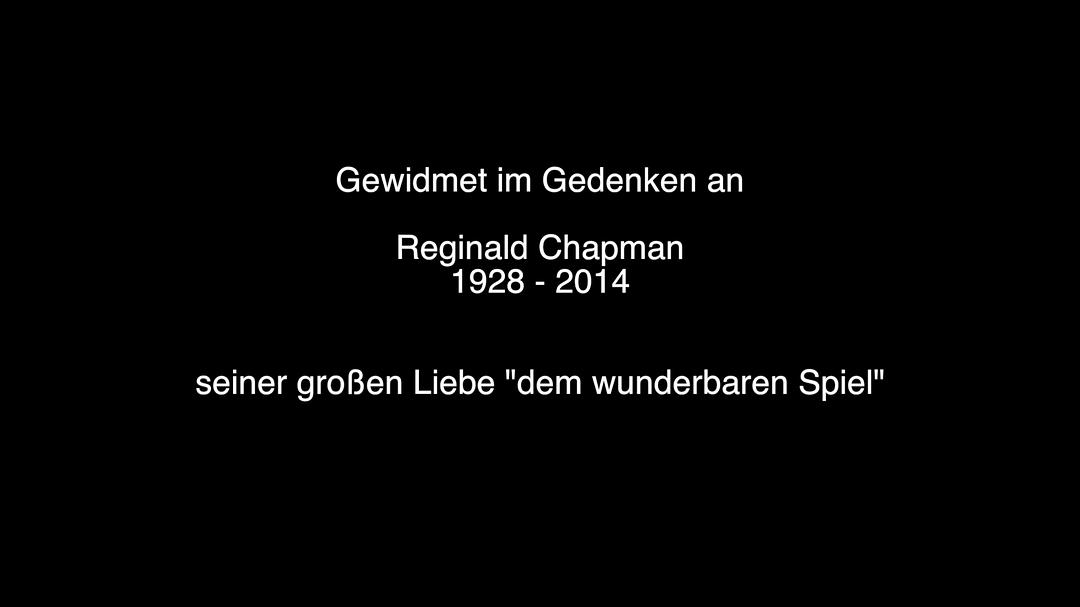 Gewidmet im Gedenken an
Reginald Chapman
1928 - 2014
seiner großen Liebe "dem wunderbaren Spiel"